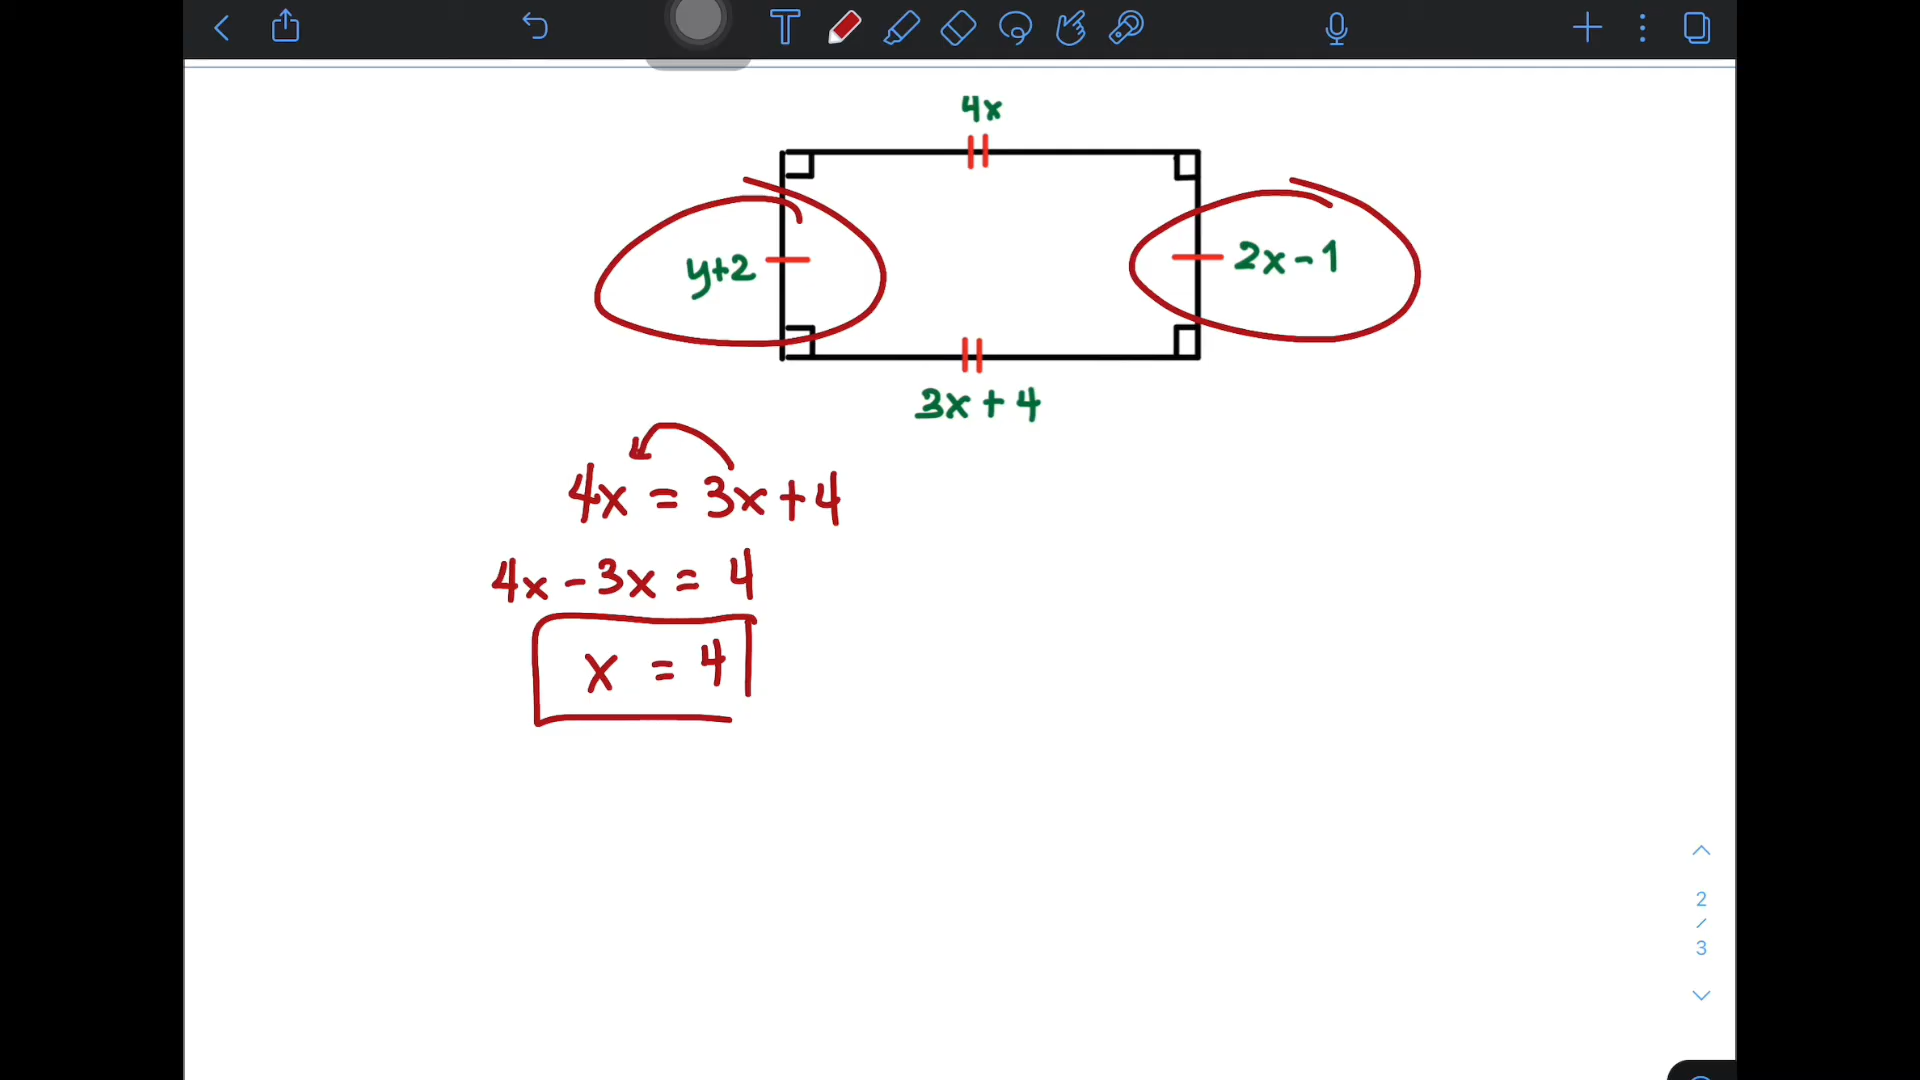 4x
y+2
2x-1
3x+4
4x = 3x+4
4x-3x = 4
x = 4
2
/
3